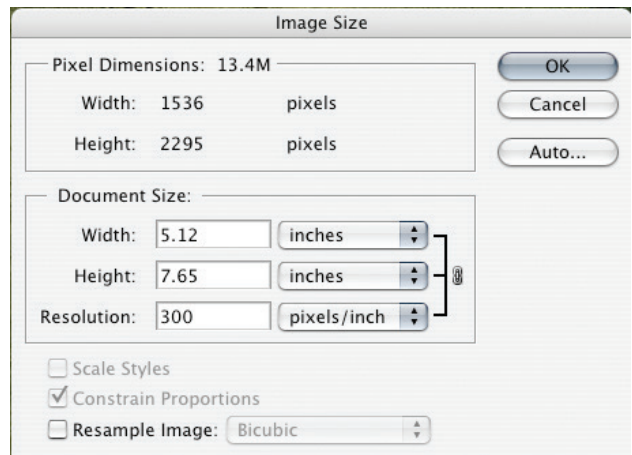 Image Size
Pixel Dimensions: 13.4M
OK
Width: 1536 pixels
Cancel
Height: 2295 pixels
Auto...
Document Size:
Width: 5.12 inches
Height: 7.65 inches
Resolution: 300 pixels/inch
Scale Styles
Constrain Proportions
Resample Image: Bicubic